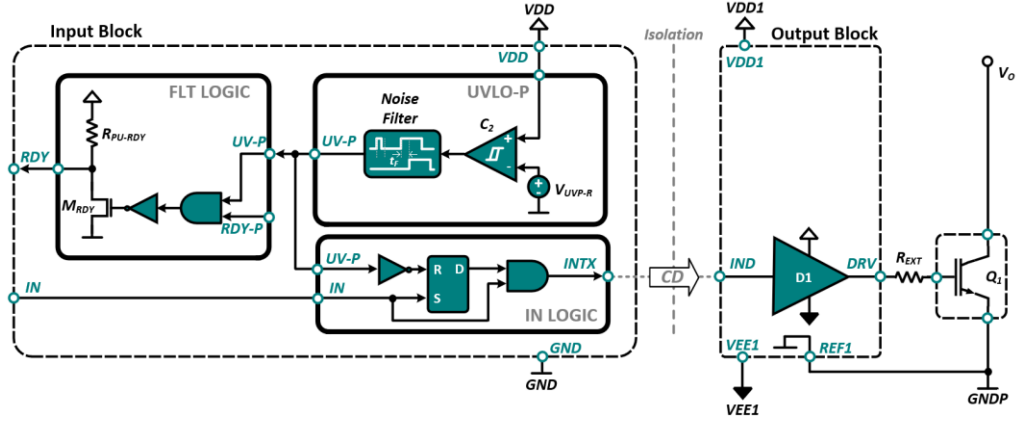 VDD
VDD1
Input Block
Isolation
Output Block
VDD
VDD1
FLT LOGIC
UVLO-P
Vo
Noise
Filter
C2
RPU-RDY
UV-P
UV-P
+
-
tF
RDY
MRDY
RDY-P
+
-
VUVP-R
UV-P
R
D
INTX
IND
D1
DRV
REXT
Q1
CD
IN
IN
S
IN LOGIC
GND
VEE1
REF1
GND
GNDP
VEE1